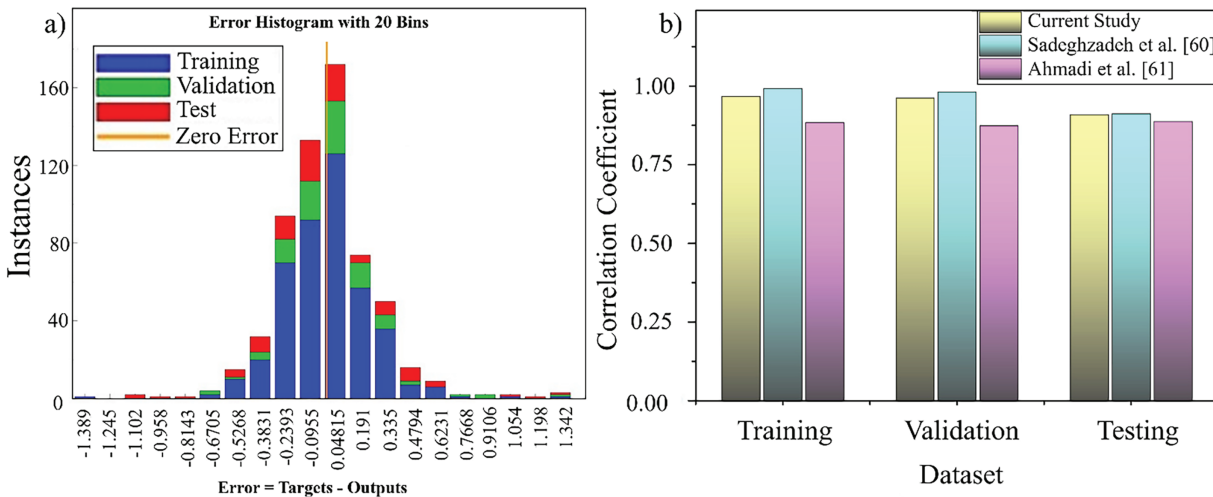 a)
Error Histogram with 20 Bins
Training
Validation
Test
Zero Error
Instances
160
120
80
40
0
-1.389
-1.245
-1.102
-0.958
-0.8143
-0.6705
-0.5268
-0.3831
-0.2393
-0.0955
0.04815
0.191
0.335
0.4794
0.6231
0.7668
0.9106
1.054
1.198
1.342
Error = Targets - Outputs
b)
Current Study
Sadeghzadeh et al. [60]
Ahmadi et al. [61]
Correlation Coefficient
1.00
0.75
0.50
0.25
0.00
Training
Validation
Testing
Dataset